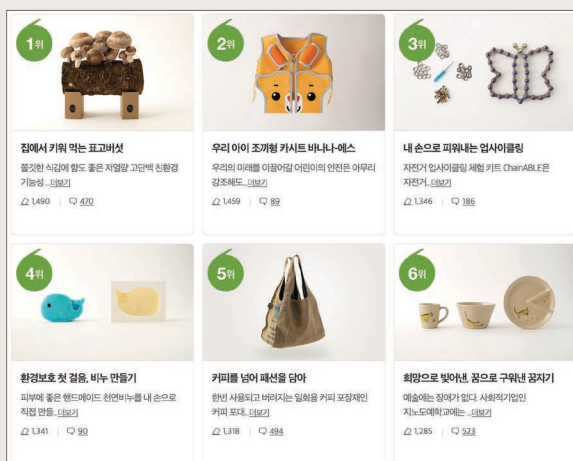 1위
집에서 키워 먹는 표고버섯
쫄깃한 식감에 향도 좋은 저열량 고단백 친환경
기능성 ...더보기
1,490 | 470
2위
우리 아이 조끼형 카시트 바나나-에스
우리의 미래를 이끌어갈 어린이의 안전은 아무리
강조해도...더보기
1,459 | 89
3위
내 손으로 피워내는 업사이클링
자전거 업사이클링 체험 키트 ChainABLE은
자전거...더보기
1,346 | 186
4위
환경보호 첫 걸음, 비누 만들기
피부에 좋은 핸드메이드 천연비누를 내 손으로
직접 만들...더보기
1,341 | 90
5위
커피를 넘어 패션을 담아
한번 사용되고 버려지는 일회용 커피 포장재인
커피 포대...더보기
1,318 | 494
6위
희망으로 빚어낸, 꿈으로 구워낸 꿈자기
예술에는 장애가 없다. 사회적기업인
지노도예학교에는 ...더보기
1,285 | 523